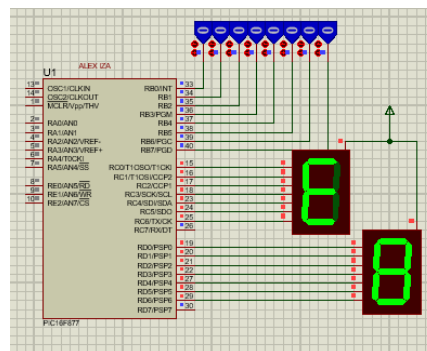 ALEX IZA
U1
13 OSC1/CLKIN RB0/INT 33
14 OSC2/CLKOUT RB1 34
1 MCLR/Vpp/THV RB2 35
RB3/PGM 36
2 RA0/AN0 RB4 37
3 RA1/AN1 RB5 38
4 RA2/AN2/VREF- RB6/PGC 39
5 RA3/AN3/VREF+ RB7/PGD 40
6 RA4/T0CKI
7 RA5/AN4/SS RC0/T1OSO/T1CKI 15
RC1/T1OSI/CCP2 16
8 RE0/AN5/RD RC2/CCP1 17
9 RE1/AN6/WR RC3/SCK/SCL 18
10 RE2/AN7/CS RC4/SDI/SDA 23
RC5/SDO 24
RC6/TX/CK 25
RC7/RX/DT 26
RD0/PSP0 19
RD1/PSP1 20
RD2/PSP2 21
RD3/PSP3 22
RD4/PSP4 27
RD5/PSP5 28
RD6/PSP6 29
RD7/PSP7 30
PIC16F877
E
8